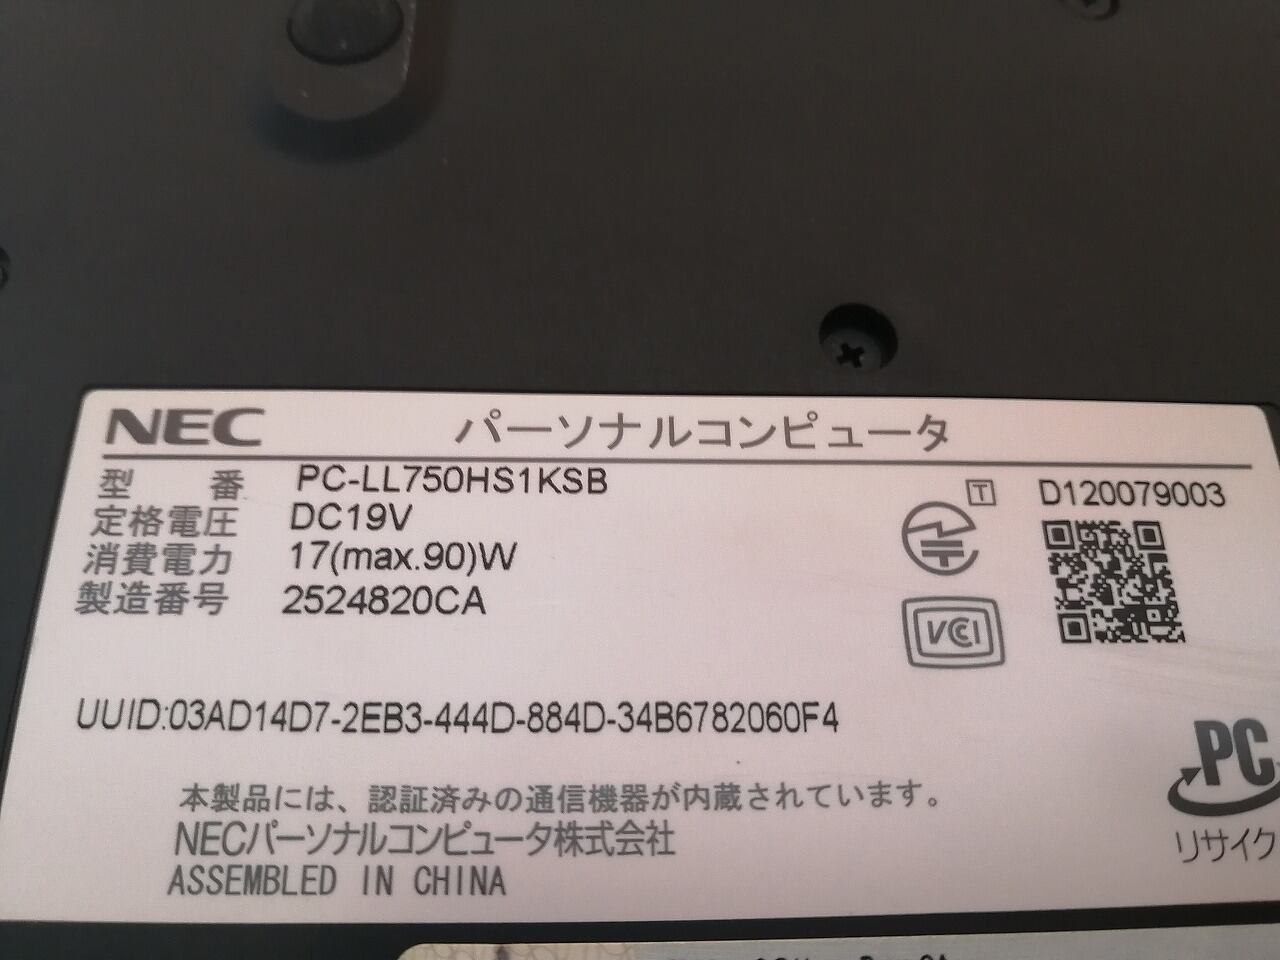 NEC パーソナルコンピュータ
型 番 PC-LL750HS1KSB
定格電圧 DC19V
消費電力 17(max.90)W
製造番号 2524820CA
T D120079003
VCI
UUID:03AD14D7-2EB3-444D-884D-34B6782060F4
PC
リサイク
本製品には、認証済みの通信機器が内蔵されています。
NECパーソナルコンピュータ株式会社
ASSEMBLED IN CHINA